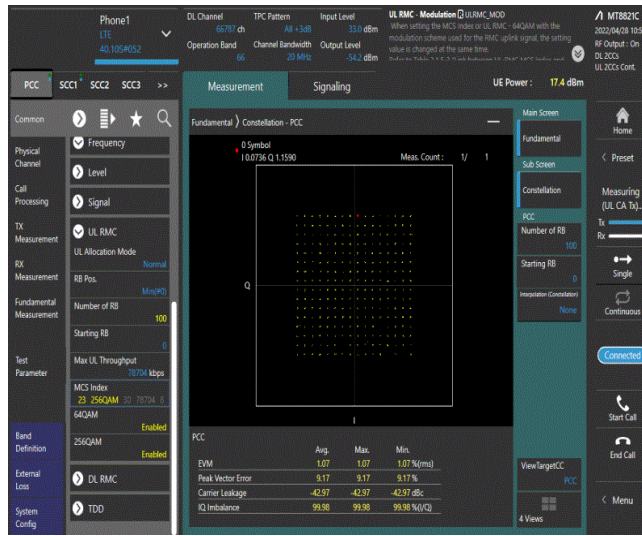 Phone1
LTE
40.10S#052
DL Channel
66787 ch
TPC Pattern
All +3dB
Input Level
33.0 dBm
Operation Band
66
Channel Bandwidth
20 MHz
Output Level
-54.2 dBm
UL RMC - Modulation ULRMC_MOD
When setting the MCS index or UL RMC - 64QAM with the
modulation scheme used for the RMC uplink signal, the setting
value is changed at the same time.
MT8821C
2022/04/28 10:5
RF Output : On
DL 2CCs
UL 2CCs Cont.
PCC
SCC1
SCC2
SCC3
>>
Measurement
Signaling
UE Power : 17.4 dBm
Common
Physical
Channel
Call
Processing
TX
Measurement
RX
Measurement
Fundamental
Measurement
Test
Parameter
Band
Definition
External
Loss
System
Config
Frequency
Level
Signal
UL RMC
UL Allocation Mode
Normal
RB Pos.
Min(#0)
Number of RB
100
Starting RB
0
Max UL Throughput
78704 kbps
MCS Index
23 256QAM 30 78704 8
64QAM
Enabled
256QAM
Enabled
DL RMC
TDD
Fundamental ⟩ Constellation - PCC
0 Symbol
I 0.0736 Q 1.1590
Meas. Count : 1/ 1
Q
I
PCC
Avg. Max. Min.
EVM 1.07 1.07 1.07 %(rms)
Peak Vector Error 9.17 9.17 9.17 %
Carrier Leakage -42.97 -42.97 -42.97 dBc
IQ Imbalance 99.98 99.98 99.98 %(I/Q)
Main Screen
Fundamental
Sub Screen
Constellation
PCC
Number of RB
100
Starting RB
0
Interpolation (Constellation)
None
ViewTargetCC
PCC
4 Views
Home
Preset
Measuring
(UL CA Tx)..
Tx
Rx
Single
Continuous
Connected
Start Call
End Call
Menu